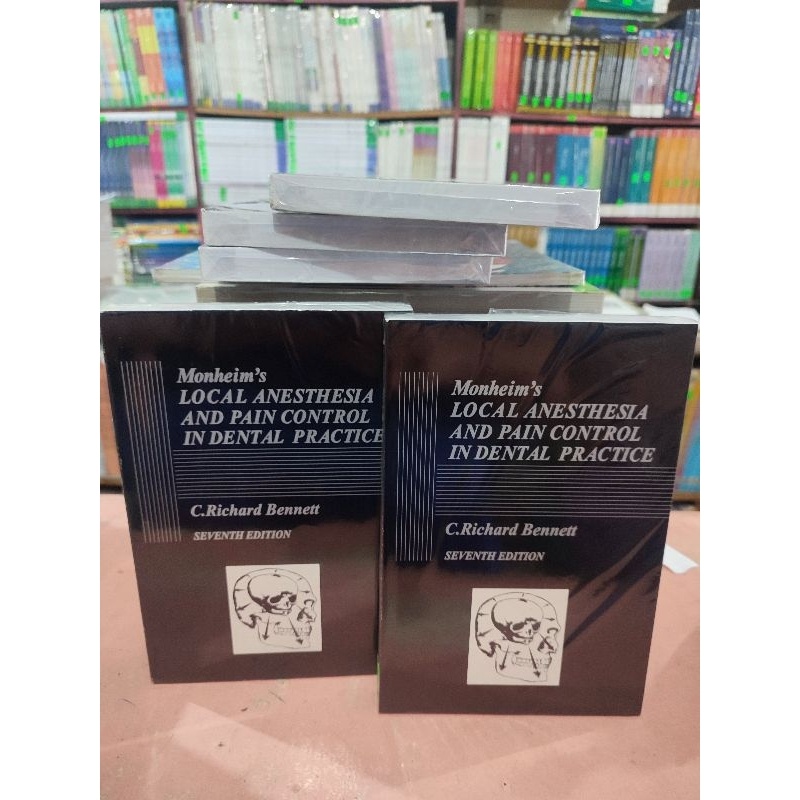 Monheim's
LOCAL ANESTHESIA
AND PAIN CONTROL
IN DENTAL PRACTICE
C.Richard Bennett
SEVENTH EDITION
Monheim's
LOCAL ANESTHESIA
AND PAIN CONTROL
IN DENTAL PRACTICE
C.Richard Bennett
SEVENTH EDITION